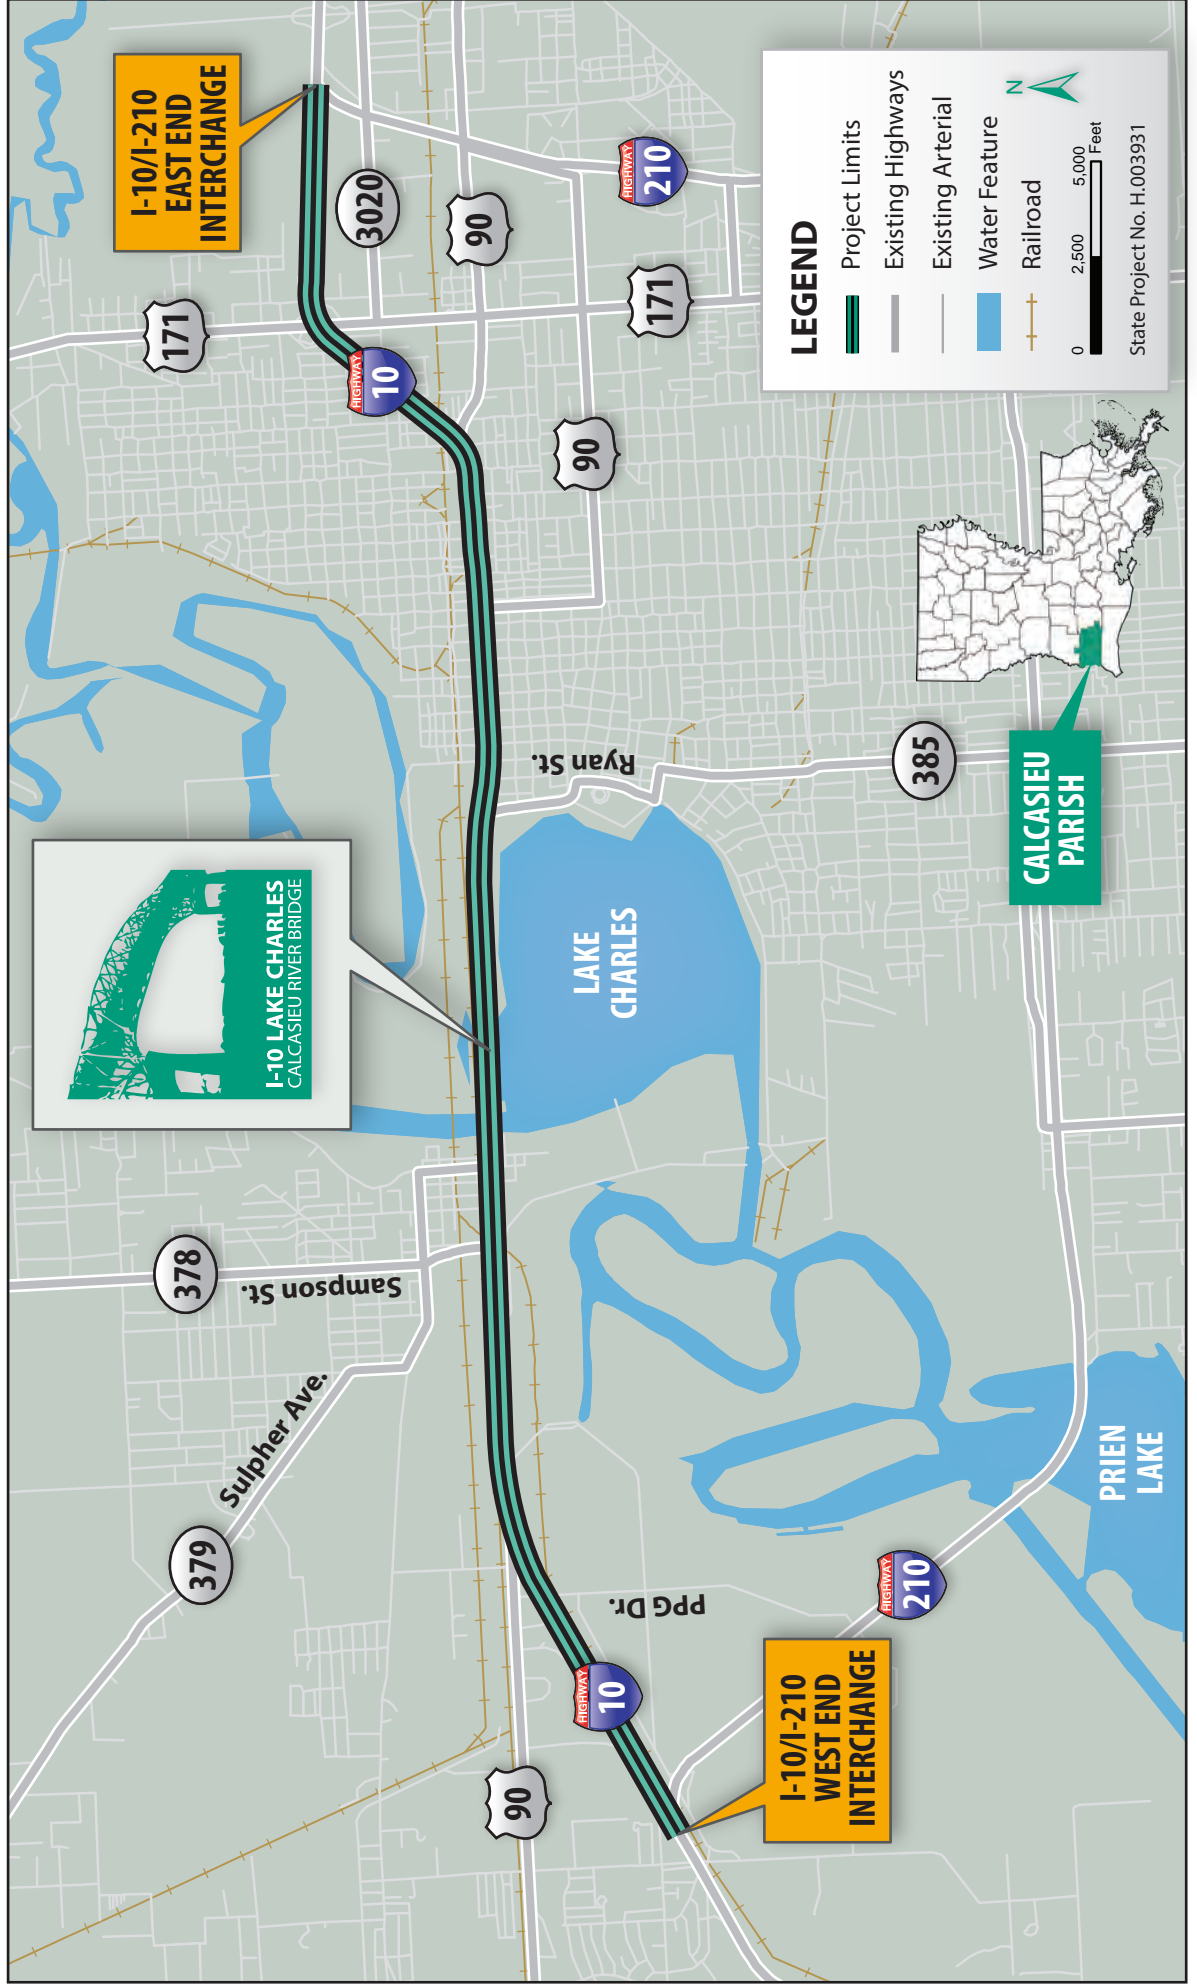 I-10/I-210
WEST END
INTERCHANGE
HIGHWAY
10
90
PPG Dr.
HIGHWAY
210
379
Sulpher Ave.
378
Sampson St.
PRIEN
LAKE
I-10 LAKE CHARLES
CALCASIEU RIVER BRIDGE
LAKE
CHARLES
Ryan St.
385
CALCASIEU
PARISH
90
HIGHWAY
10
171
171
90
3020
HIGHWAY
210
I-10/I-210
EAST END
INTERCHANGE
LEGEND
Project Limits
Existing Highways
Existing Arterial
Water Feature
Railroad
N
0 2,500 5,000
Feet
State Project No. H.003931